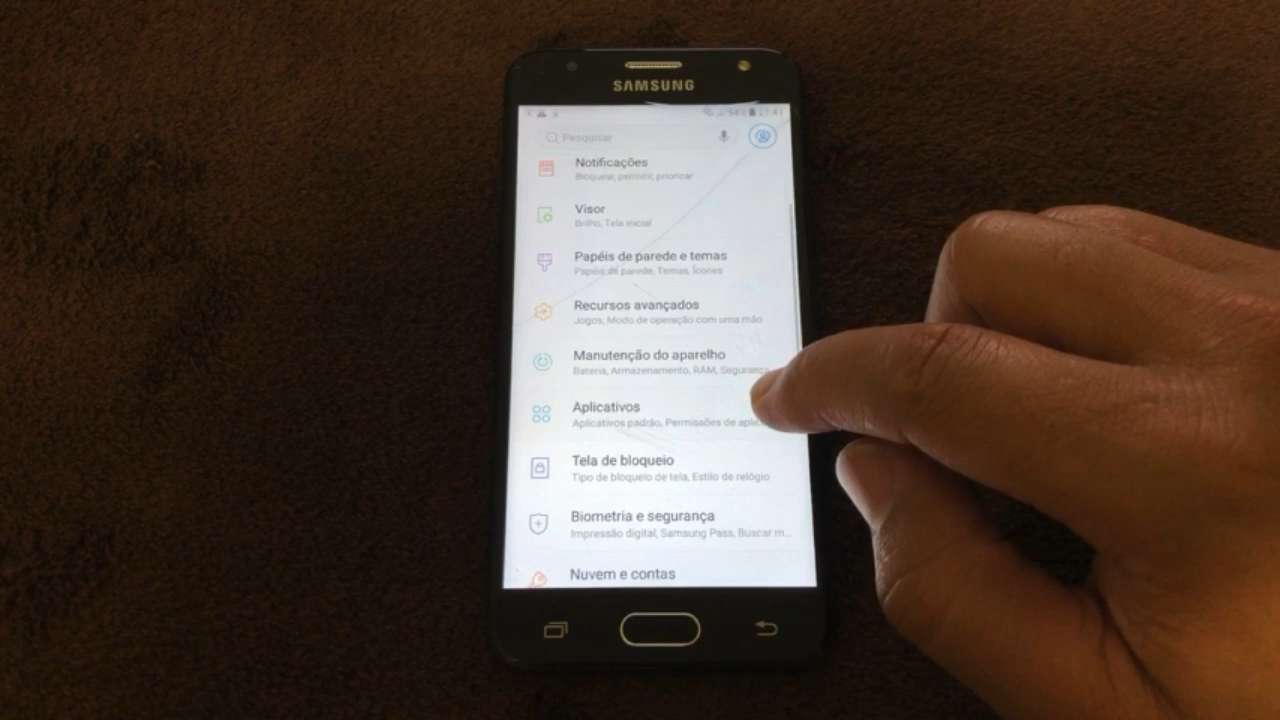 SAMSUNG
Pesquisar
Notificações
Bloquear, permitir, priorizar
Visor
Brilho, Tela inicial
Papéis de parede e temas
Papéis de parede, Temas, Ícones
Recursos avançados
Jogos, Modo de operação com uma mão
Manutenção do aparelho
Bateria, Armazenamento, RAM, Segurança
Aplicativos
Aplicativos padrão, Permissões de aplic
Tela de bloqueio
Tipo de bloqueio de tela, Estilo de relógio
Biometria e segurança
Impressão digital, Samsung Pass, Buscar m...
Nuvem e contas